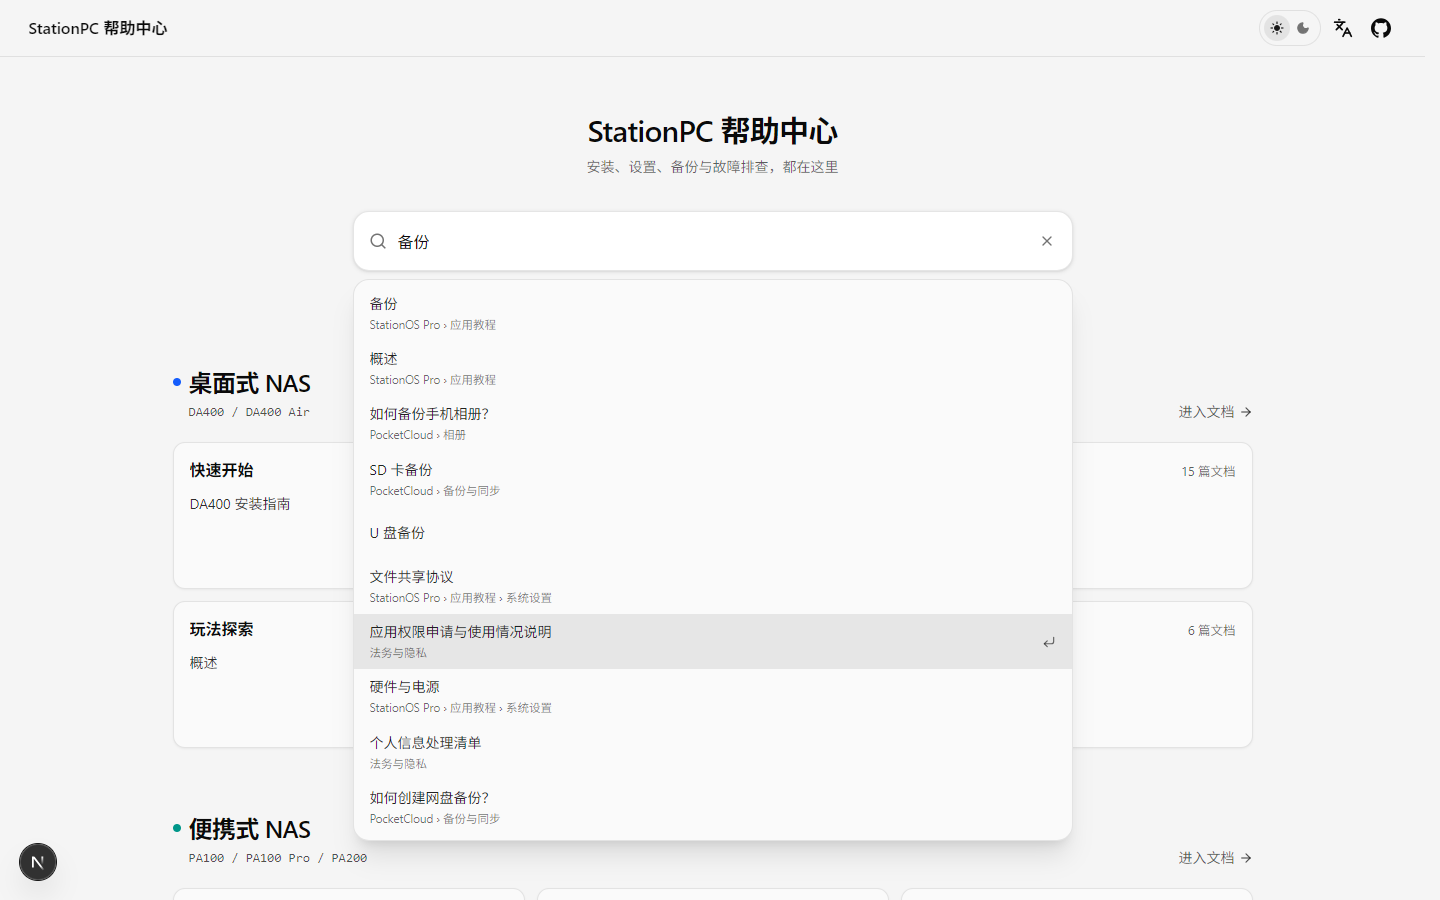 StationPC 帮助中心
StationPC 帮助中心
安装、设置、备份与故障排查，都在这里
备份
备份
StationOS Pro › 应用教程
概述
StationOS Pro › 应用教程
如何备份手机相册？
PocketCloud › 相册
SD 卡备份
PocketCloud › 备份与同步
U 盘备份
文件共享协议
StationOS Pro › 应用教程 › 系统设置
应用权限申请与使用情况说明
法务与隐私
硬件与电源
StationOS Pro › 应用教程 › 系统设置
个人信息处理清单
法务与隐私
如何创建网盘备份？
PocketCloud › 备份与同步
桌面式 NAS
DA400 / DA400 Air
进入文档 →
快速开始
15 篇文档
DA400 安装指南
玩法探索
6 篇文档
概述
便携式 NAS
PA100 / PA100 Pro / PA200
进入文档 →
N